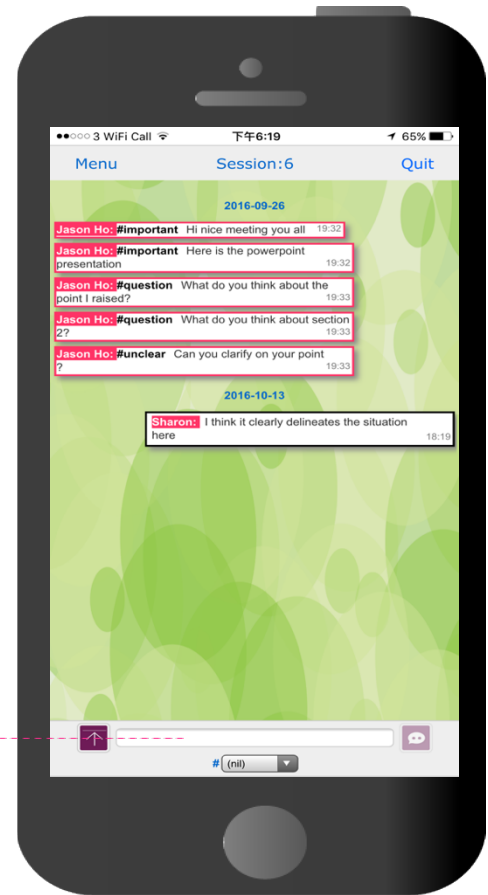 3 WiFi Call 下午6:19 65%
Menu Session:6 Quit
2016-09-26
Jason Ho: #important Hi nice meeting you all 19:32
Jason Ho: #important Here is the powerpoint
presentation 19:32
Jason Ho: #question What do you think about the
point I raised? 19:33
Jason Ho: #question What do you think about section
2? 19:33
Jason Ho: #unclear Can you clarify on your point
? 19:33
2016-10-13
Sharon: I think it clearly delineates the situation
here 18:19
# (nil)